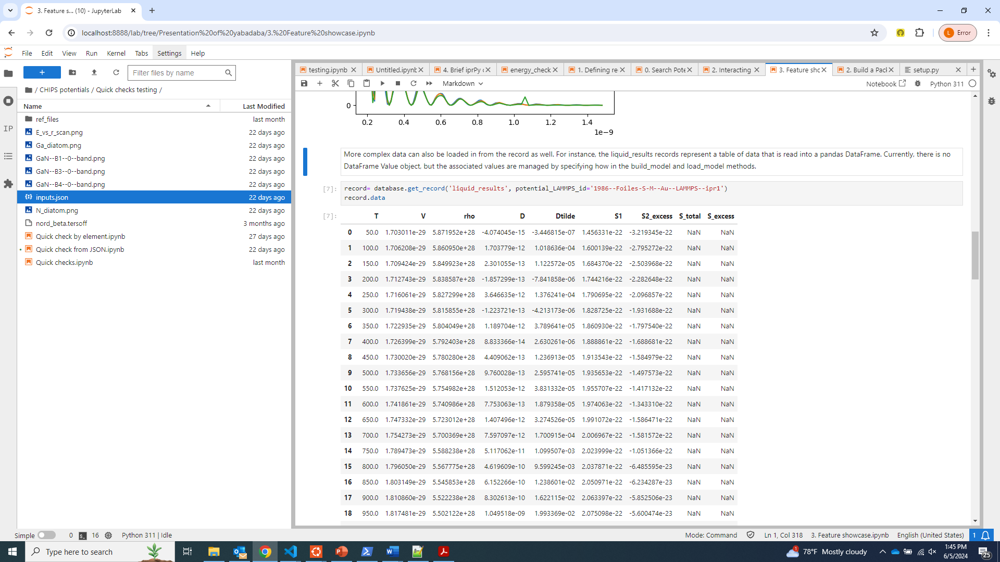 3. Feature s... (10) - JupyterLab
localhost:8888/lab/tree/Presentation%20of%20yabadaba/3.%20Feature%20showcase.ipynb
L Error
File Edit View Run Kernel Tabs Settings Help
Filter files by name
/ CHIPS potentials / Quick checks testing /
Name Last Modified
ref_files last month
E_vs_r_scan.png 22 days ago
Ga_diatom.png 22 days ago
GaN--B1--0--band.png 22 days ago
GaN--B3--0--band.png 22 days ago
GaN--B4--0--band.png 22 days ago
inputs.json 22 days ago
N_diatom.png 22 days ago
nord_beta.tersoff 3 months ago
Quick check by element.ipynb 27 days ago
Quick check from JSON.ipynb 22 days ago
Quick checks.ipynb last month
testing.ipynb Untitled.ipynb 4. Brief iprPy energy_check 1. Defining re 0. Search Pote 2. Interacting 3. Feature sho 2. Build a Pack setup.py
Markdown Notebook Python 311
0
0.2 0.4 0.6 0.8 1.0 1.2 1.4
1e−9
More complex data can also be loaded in from the record as well. For instance, the liquid_results records represent a table of data that is read into a pandas DataFrame. Currently, there is no
DataFrame Value object, but the associated values are managed by specifying how in the build_model and load_model methods.
[7]: record= database.get_record('liquid_results', potential_LAMMPS_id='1986--Foiles-S-M--Au--LAMMPS--ipr1')
record.data
[7]: T V rho D Dtilde S1 S2_excess S_total S_excess
0 50.0 1.703011e-29 5.871952e+28 -4.074045e-15 -3.446815e-07 1.456331e-22 -3.219345e-22 NaN NaN
1 100.0 1.706208e-29 5.860950e+28 1.703779e-12 1.018636e-04 1.600139e-22 -2.795272e-22 NaN NaN
2 150.0 1.709424e-29 5.849923e+28 2.301055e-13 1.122572e-05 1.684370e-22 -2.503968e-22 NaN NaN
3 200.0 1.712743e-29 5.838587e+28 -1.857299e-13 -7.841858e-06 1.744216e-22 -2.282648e-22 NaN NaN
4 250.0 1.716061e-29 5.827299e+28 3.646635e-12 1.376241e-04 1.790695e-22 -2.096857e-22 NaN NaN
5 300.0 1.719438e-29 5.815855e+28 -1.223721e-13 -4.213173e-06 1.828725e-22 -1.931688e-22 NaN NaN
6 350.0 1.722935e-29 5.804049e+28 1.189704e-12 3.789641e-05 1.860930e-22 -1.797540e-22 NaN NaN
7 400.0 1.726399e-29 5.792403e+28 8.833366e-14 2.630261e-06 1.888861e-22 -1.688681e-22 NaN NaN
8 450.0 1.730020e-29 5.780280e+28 4.409062e-13 1.236913e-05 1.913543e-22 -1.584979e-22 NaN NaN
9 500.0 1.733656e-29 5.768156e+28 9.760028e-13 2.595741e-05 1.935653e-22 -1.497573e-22 NaN NaN
10 550.0 1.737625e-29 5.754982e+28 1.512053e-12 3.831332e-05 1.955707e-22 -1.417132e-22 NaN NaN
11 600.0 1.741861e-29 5.740986e+28 7.753063e-13 1.879358e-05 1.974063e-22 -1.343310e-22 NaN NaN
12 650.0 1.747332e-29 5.723012e+28 1.407496e-12 3.274526e-05 1.991072e-22 -1.586471e-22 NaN NaN
13 700.0 1.754273e-29 5.700369e+28 7.597097e-12 1.700915e-04 2.006967e-22 -1.581572e-22 NaN NaN
14 750.0 1.789473e-29 5.588238e+28 5.117062e-11 1.099507e-03 2.023999e-22 -1.051366e-22 NaN NaN
15 800.0 1.796050e-29 5.567775e+28 4.619609e-10 9.599245e-03 2.037871e-22 -6.485595e-23 NaN NaN
16 850.0 1.803149e-29 5.545853e+28 6.152266e-10 1.238601e-02 2.050971e-22 -6.234287e-23 NaN NaN
17 900.0 1.810860e-29 5.522238e+28 8.302613e-10 1.622115e-02 2.063397e-22 -5.852506e-23 NaN NaN
18 950.0 1.817481e-29 5.502122e+28 1.049518e-09 1.993369e-02 2.075098e-22 -5.600474e-23 NaN NaN
Simple 0 16 Python 311 | Idle Mode: Command Ln 1, Col 318 3. Feature showcase.ipynb English (United States) 1
Type here to search 1 78°F Mostly cloudy 1:45 PM
6/5/2024 25